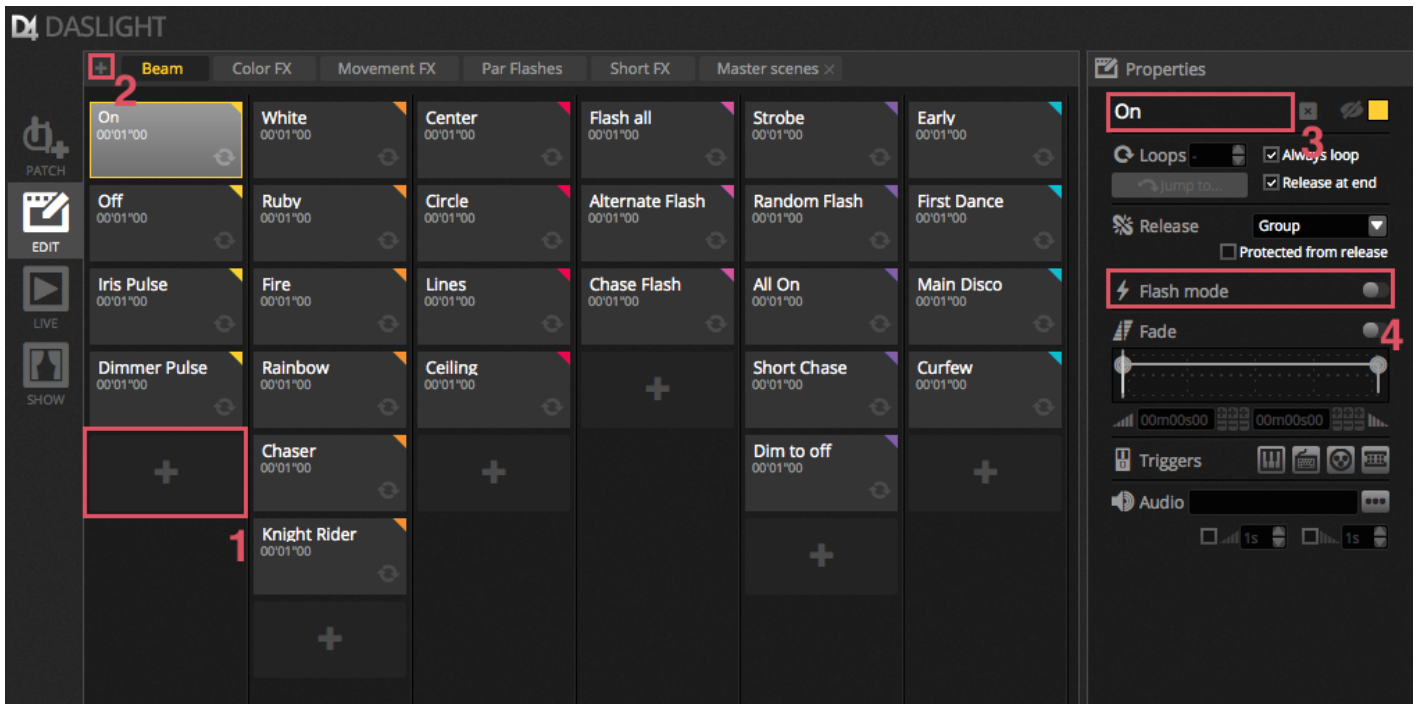 D4 DASLIGHT
Beam Color FX Movement FX Par Flashes Short FX Master scenes
2
On
00'01"00
White
00'01"00
Center
00'01"00
Flash all
00'01"00
Strobe
00'01"00
Early
00'01"00
PATCH
Off
00'01"00
Ruby
00'01"00
Circle
00'01"00
Alternate Flash
00'01"00
Random Flash
00'01"00
First Dance
00'01"00
EDIT
Iris Pulse
00'01"00
Fire
00'01"00
Lines
00'01"00
Chase Flash
00'01"00
All On
00'01"00
Main Disco
00'01"00
LIVE
Dimmer Pulse
00'01"00
Rainbow
00'01"00
Ceiling
00'01"00
Short Chase
00'01"00
Curfew
00'01"00
SHOW
Chaser
00'01"00
Dim to off
00'01"00
1
Knight Rider
00'01"00
Properties
On
3
Loops - Always loop
Jump to... Release at end
Release Group
Protected from release
Flash mode
4
Fade
00m00s00 00m00s00
Triggers
Audio
1s 1s